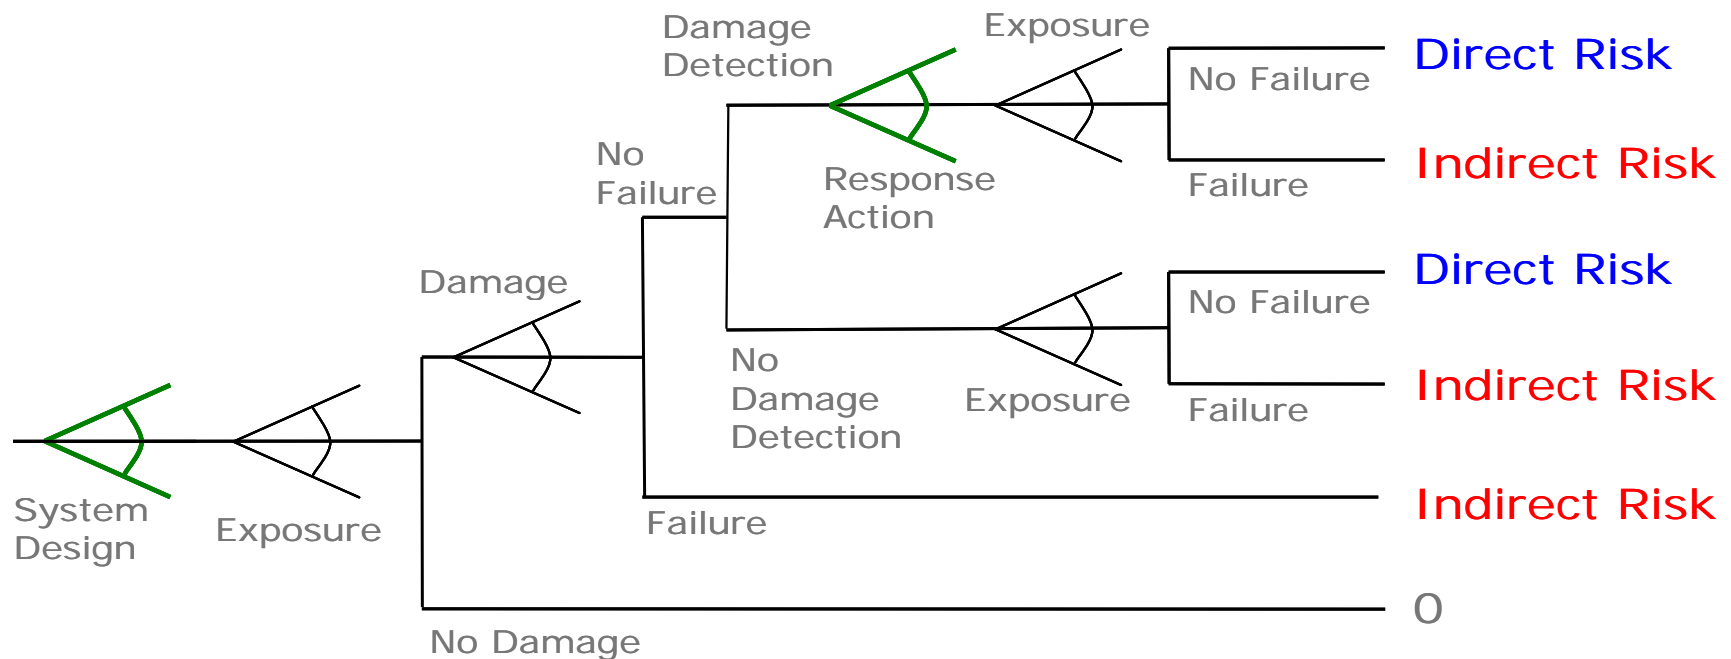 Damage
Detection
Exposure
Direct Risk
No Failure
No
Failure
Indirect Risk
Response
Action
Failure
Direct Risk
Damage
No Failure
No
Damage
Detection
Exposure
Indirect Risk
Failure
System
Design
Exposure
Failure
Indirect Risk
0
No Damage